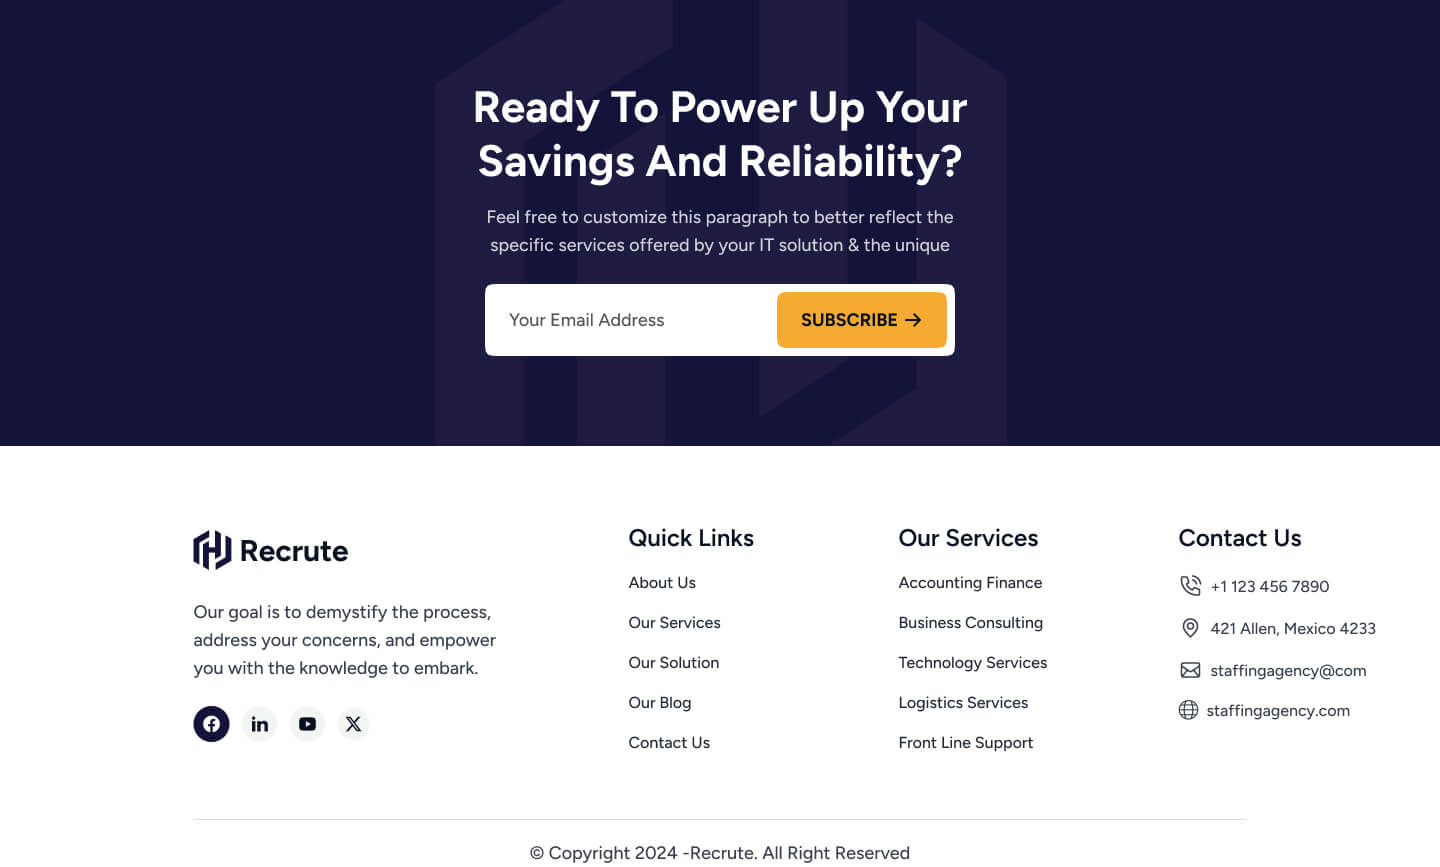 Ready To Power Up Your
Savings And Reliability?
Feel free to customize this paragraph to better reflect the
specific services offered by your IT solution & the unique
Your Email Address
SUBSCRIBE
Recrute
Our goal is to demystify the process,
address your concerns, and empower
you with the knowledge to embark.
Quick Links
About Us
Our Services
Our Solution
Our Blog
Contact Us
Our Services
Accounting Finance
Business Consulting
Technology Services
Logistics Services
Front Line Support
Contact Us
+1 123 456 7890
421 Allen, Mexico 4233
staffingagency@com
staffingagency.com
© Copyright 2024 -Recrute. All Right Reserved